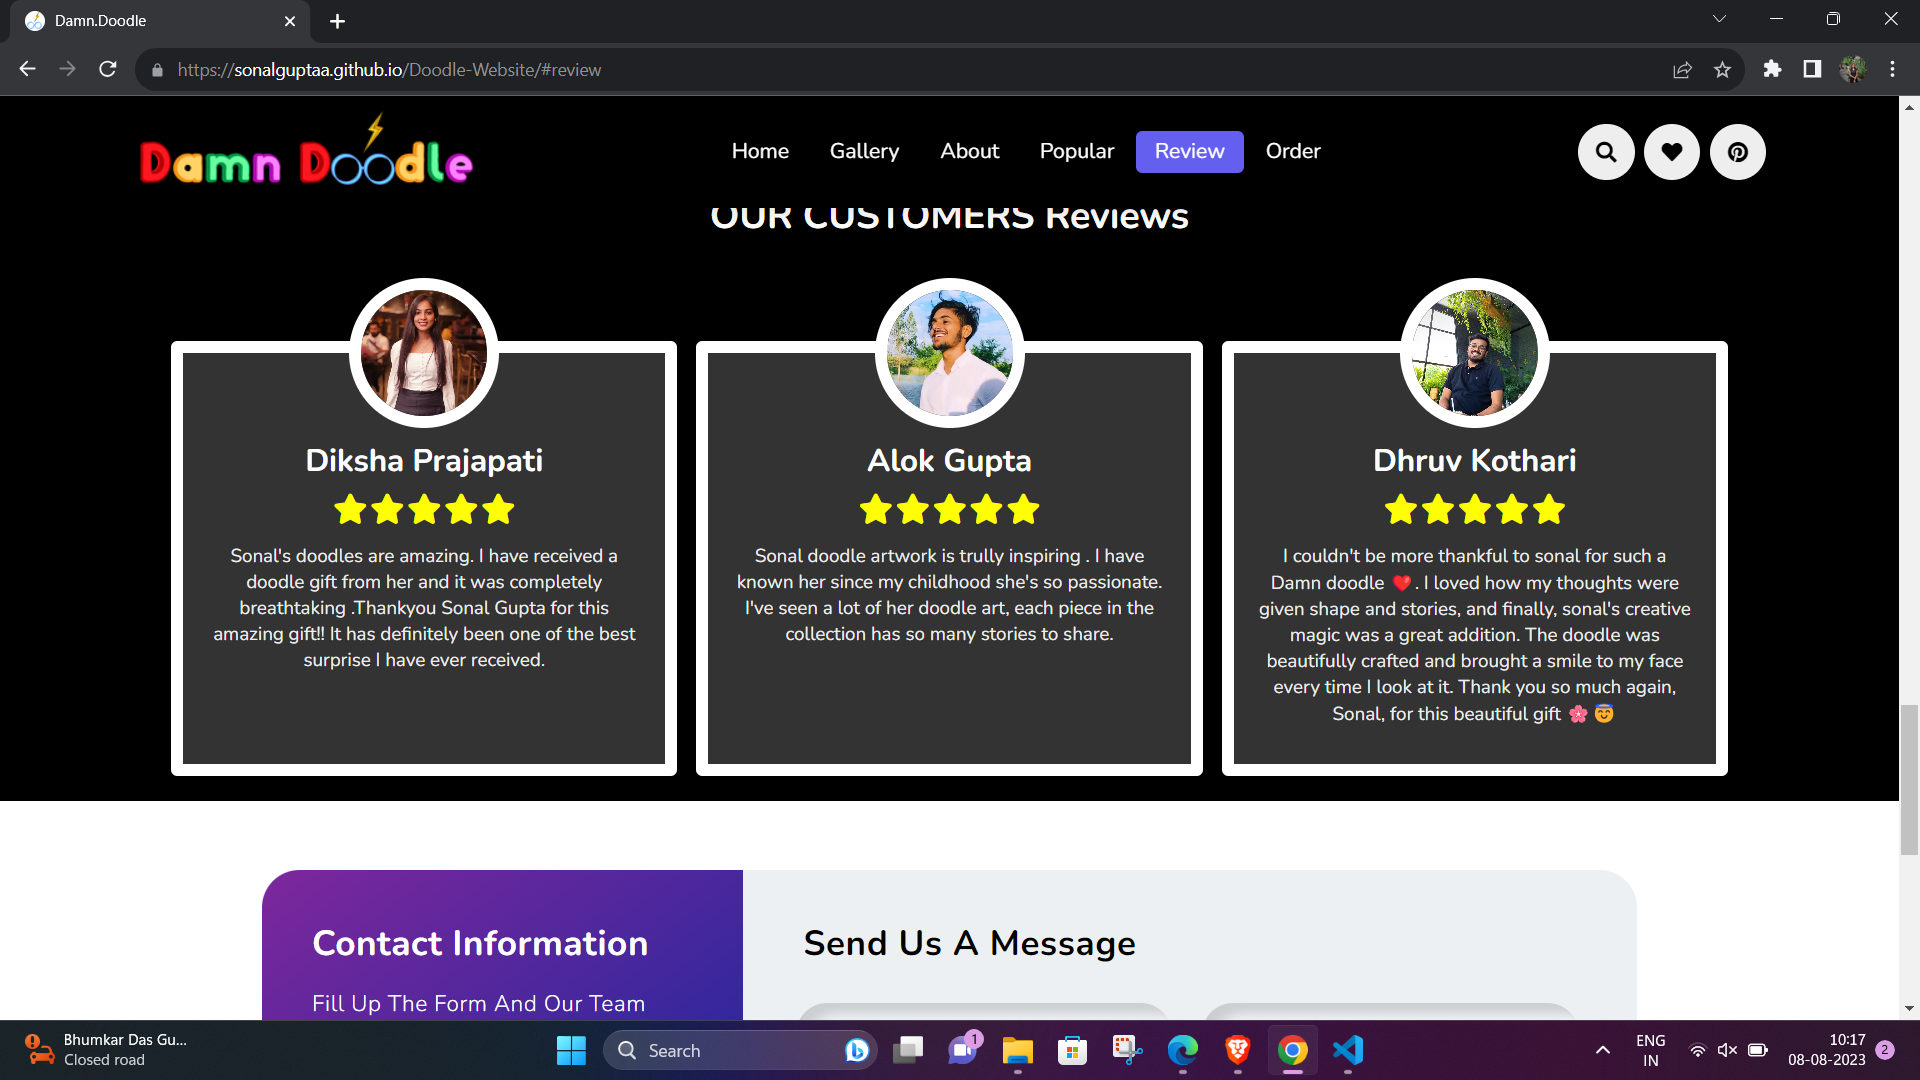 Damn.Doodle
https://sonalguptaa.github.io/Doodle-Website/#review
Damn Doodle
Home
Gallery
About
Popular
Review
Order
OUR CUSTOMERS Reviews
Diksha Prajapati
Sonal's doodles are amazing. I have received a
doodle gift from her and it was completely
breathtaking .Thankyou Sonal Gupta for this
amazing gift!! It has definitely been one of the best
surprise I have ever received.
Alok Gupta
Sonal doodle artwork is trully inspiring . I have
known her since my childhood she's so passionate.
I've seen a lot of her doodle art, each piece in the
collection has so many stories to share.
Dhruv Kothari
I couldn't be more thankful to sonal for such a
Damn doodle ❤️ . I loved how my thoughts were
given shape and stories, and finally, sonal's creative
magic was a great addition. The doodle was
beautifully crafted and brought a smile to my face
every time I look at it. Thank you so much again,
Sonal, for this beautiful gift 🌸 😇
Contact Information
Fill Up The Form And Our Team
Send Us A Message
Bhumkar Das Gu...
Closed road
Search
1
ENG
IN
10:17
08-08-2023
2